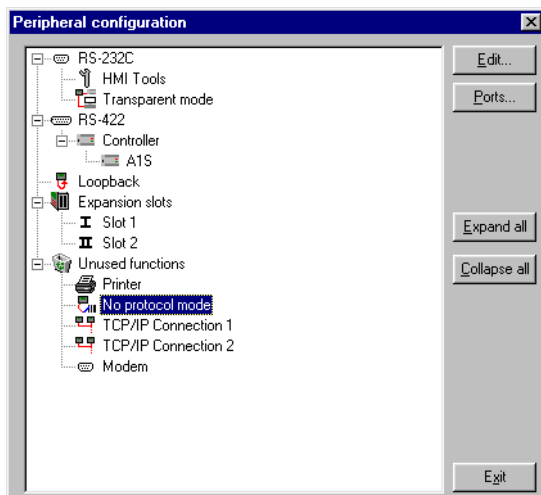 Peripheral configuration
RS-232C
HMI Tools
Transparent mode
RS-422
Controller
A1S
Loopback
Expansion slots
I Slot 1
II Slot 2
Unused functions
Printer
No protocol mode
TCP/IP Connection 1
TCP/IP Connection 2
Modem
Edit...
Ports...
Expand all
Collapse all
Exit